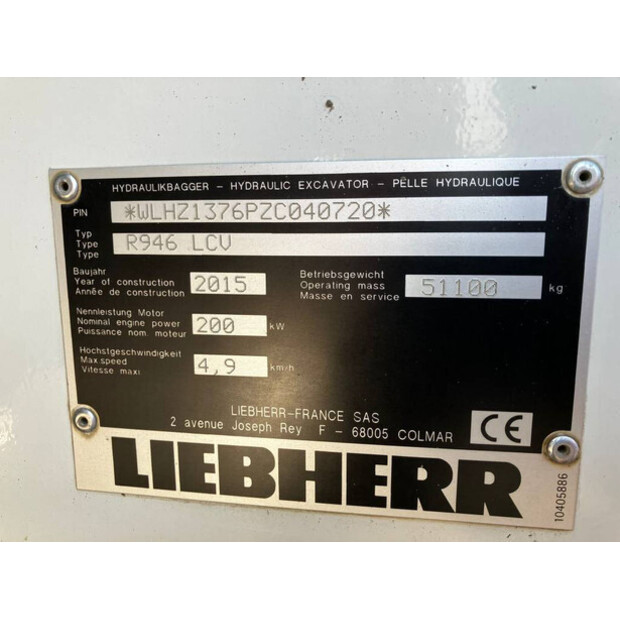 HYDRAULIKBAGGER - HYDRAULIC EXCAVATOR - PELLE HYDRAULIQUE
PIN *WLHZ1376PZC040720*
Typ
Type R946 LCV
Type
Baujahr
Year of construction 2015
Année de construction
Betriebsgewicht
Operating mass 51100 kg
Masse en service
Nennleistung Motor
Nominal engine power 200 kW
Puissance nom. moteur
Höchstgeschwindigkeit
Max.speed 4,9 km/h
Vitesse maxi
LIEBHERR-FRANCE SAS
2 avenue Joseph Rey F - 68005 COLMAR
CE
LIEBHERR
10405886